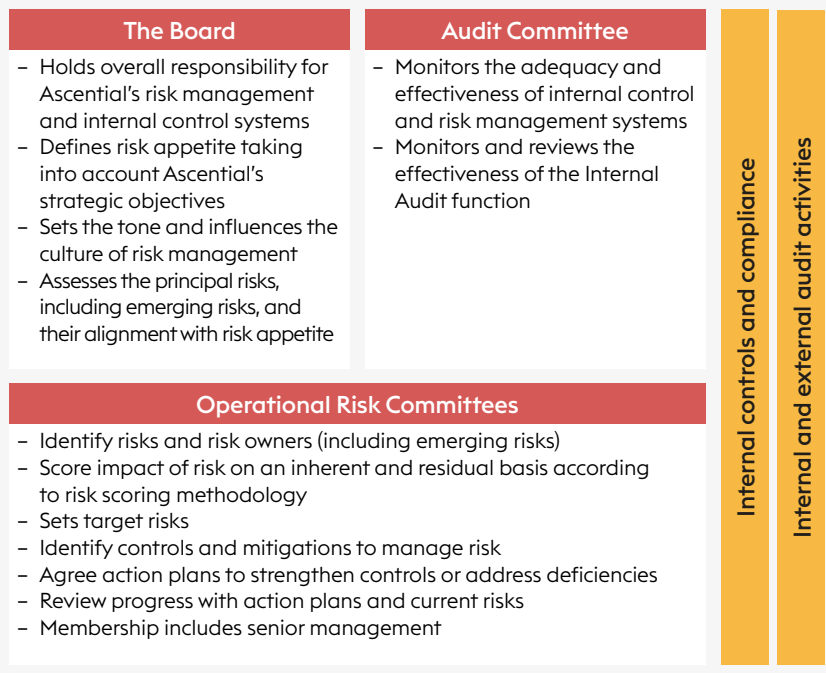 The Board
– Holds overall responsibility for
Ascential’s risk management
and internal control systems
– Defines risk appetite taking
into account Ascential’s
strategic objectives
– Sets the tone and influences the
culture of risk management
– Assesses the principal risks,
including emerging risks, and
their alignment with risk appetite
Audit Committee
– Monitors the adequacy and
effectiveness of internal control
and risk management systems
– Monitors and reviews the
effectiveness of the Internal
Audit function
Operational Risk Committees
– Identify risks and risk owners (including emerging risks)
– Score impact of risk on an inherent and residual basis according
to risk scoring methodology
– Sets target risks
– Identify controls and mitigations to manage risk
– Agree action plans to strengthen controls or address deficiencies
– Review progress with action plans and current risks
– Membership includes senior management
Internal controls and compliance
Internal and external audit activities